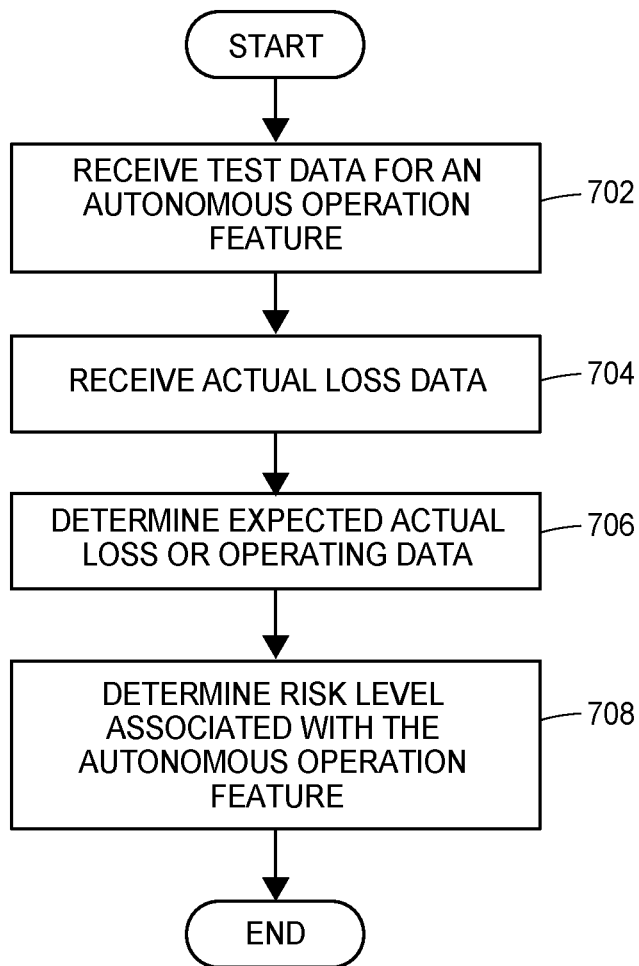 START
RECEIVE TEST DATA FOR AN
AUTONOMOUS OPERATION
FEATURE
702
RECEIVE ACTUAL LOSS DATA
704
DETERMINE EXPECTED ACTUAL
LOSS OR OPERATING DATA
706
DETERMINE RISK LEVEL
ASSOCIATED WITH THE
AUTONOMOUS OPERATION
FEATURE
708
END